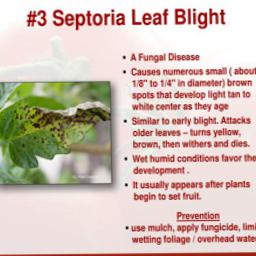 #3 Septoria Leaf Blight
▪ A Fungal Disease
▪ Causes numerous small ( about
1/8" to 1/4" in diameter) brown
spots that develop light tan to
white center as they age
▪ Similar to early blight. Attacks
older leaves – turns yellow,
brown, then withers and dies.
▪ Wet humid conditions favor the
development .
▪ It usually appears after plants
begin to set fruit.
Prevention
▪ use mulch, apply fungicide, limi
wetting foliage / overhead water